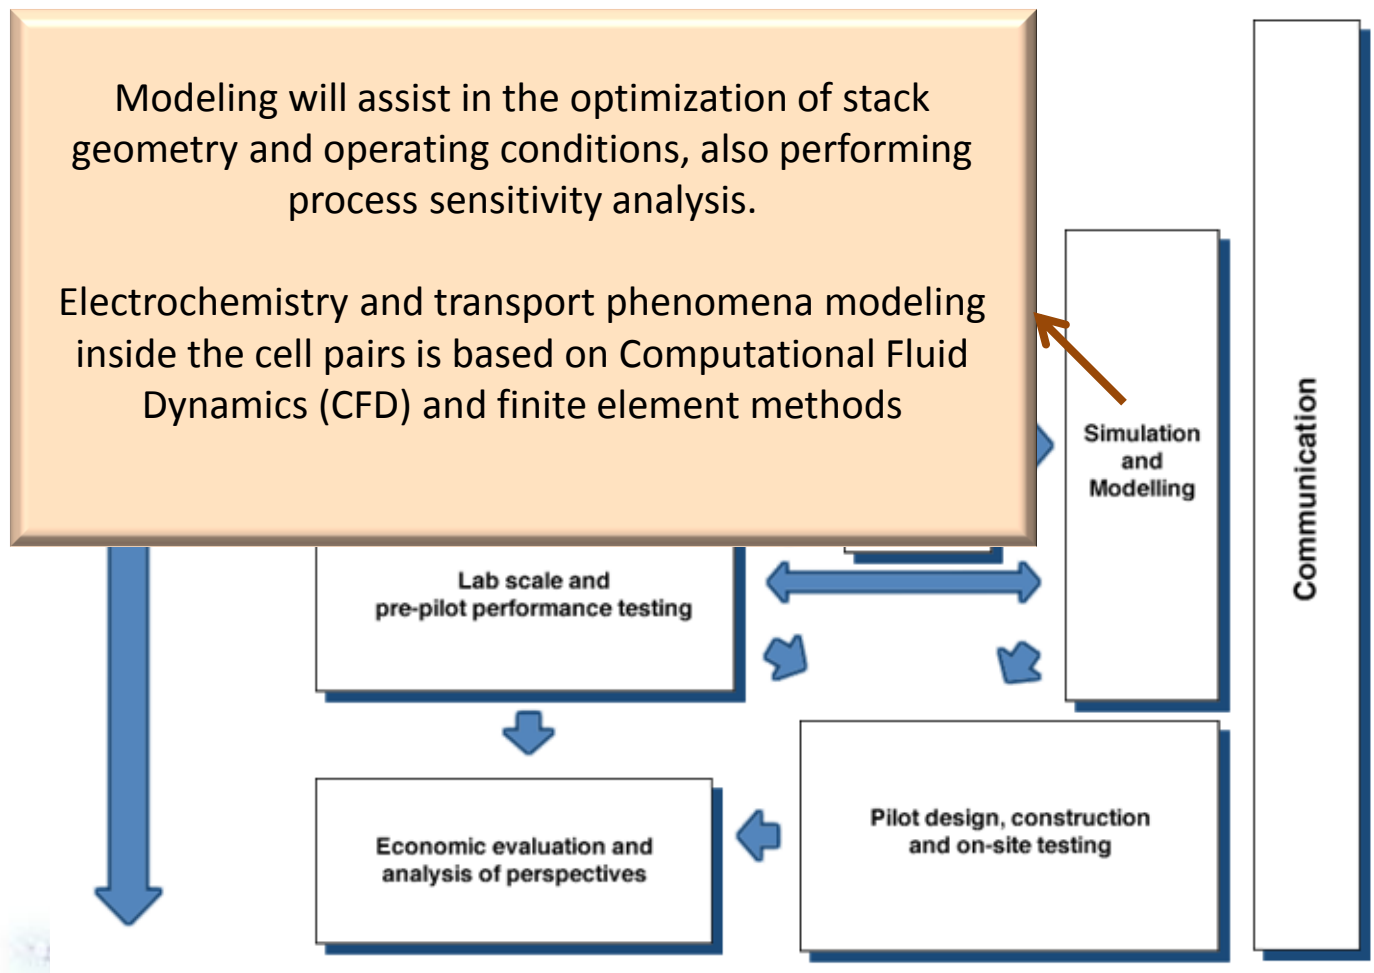 Modeling will assist in the optimization of stack
geometry and operating conditions, also performing
process sensitivity analysis.
Electrochemistry and transport phenomena modeling
inside the cell pairs is based on Computational Fluid
Dynamics (CFD) and finite element methods
Simulation
and
Modelling
Communication
Lab scale and
pre-pilot performance testing
Pilot design, construction
and on-site testing
Economic evaluation and
analysis of perspectives